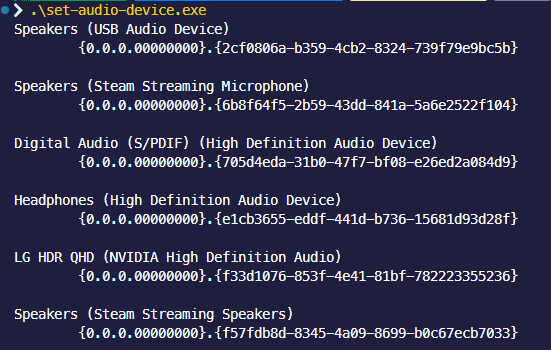 ❯ .\set-audio-device.exe
Speakers (USB Audio Device)
{0.0.0.00000000}.{2cf0806a-b359-4cb2-8324-739f79e9bc5b}
Speakers (Steam Streaming Microphone)
{0.0.0.00000000}.{6b8f64f5-2b59-43dd-841a-5a6e2522f104}
Digital Audio (S/PDIF) (High Definition Audio Device)
{0.0.0.00000000}.{705d4eda-31b0-47f7-bf08-e26ed2a084d9}
Headphones (High Definition Audio Device)
{0.0.0.00000000}.{e1cb3655-eddf-441d-b736-15681d93d28f}
LG HDR QHD (NVIDIA High Definition Audio)
{0.0.0.00000000}.{f33d1076-853f-4e41-81bf-782223355236}
Speakers (Steam Streaming Speakers)
{0.0.0.00000000}.{f57fdb8d-8345-4a09-8699-b0c67ecb7033}